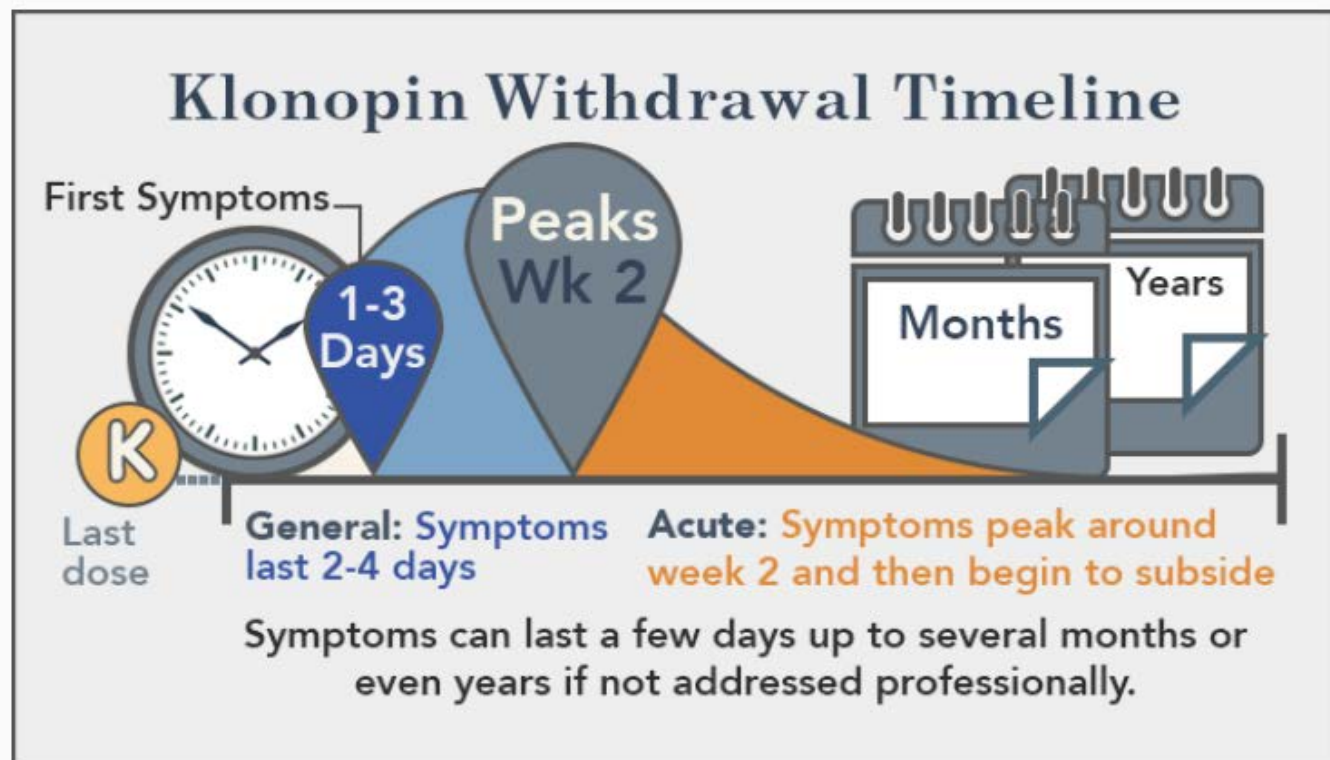 Klonopin Withdrawal Timeline
First Symptoms
1-3
Days
Peaks
Wk 2
Months
Years
K
Last
dose
General: Symptoms
last 2-4 days
Acute: Symptoms peak around
week 2 and then begin to subside
Symptoms can last a few days up to several months or
even years if not addressed professionally.